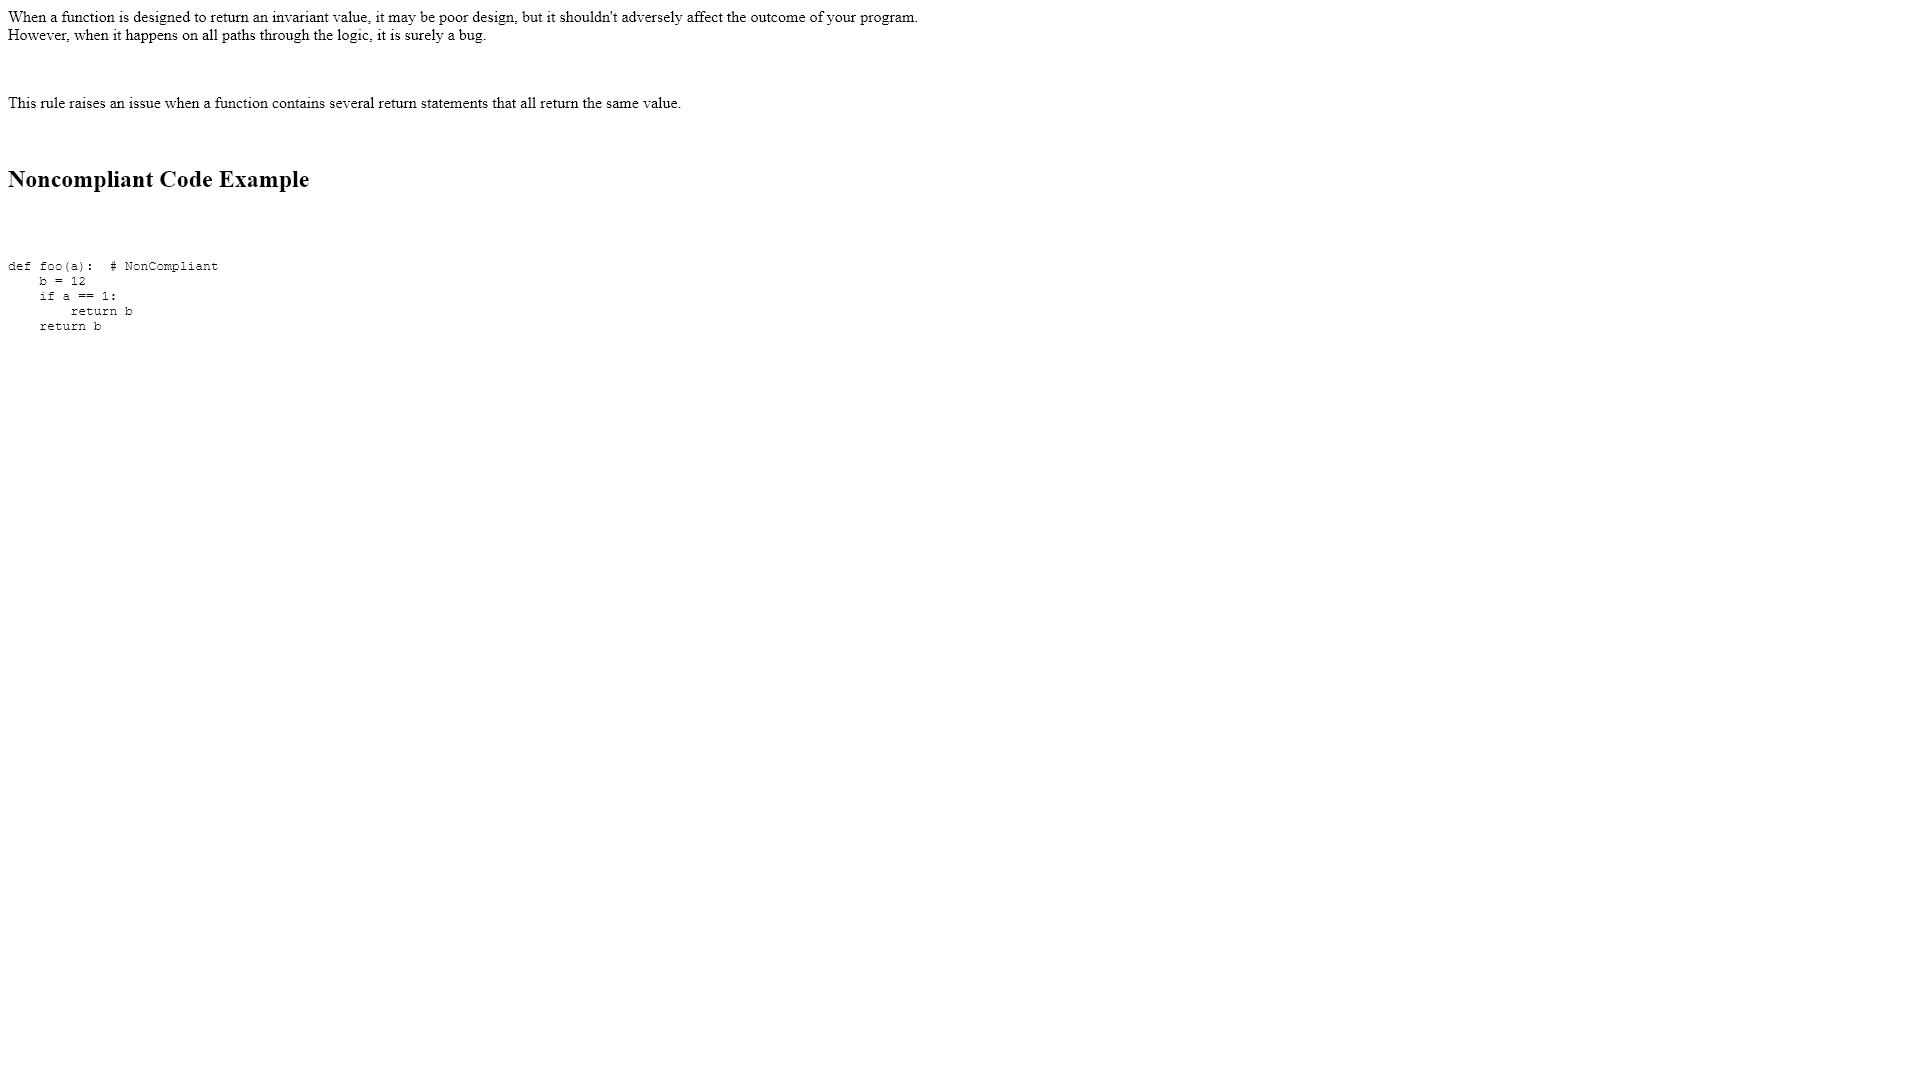 When a function is designed to return an invariant value, it may be poor design, but it shouldn't adversely affect the outcome of your program.
However, when it happens on all paths through the logic, it is surely a bug.
This rule raises an issue when a function contains several return statements that all return the same value.
Noncompliant Code Example
def foo(a):  # NonCompliant
    b = 12
    if a == 1:
        return b
    return b